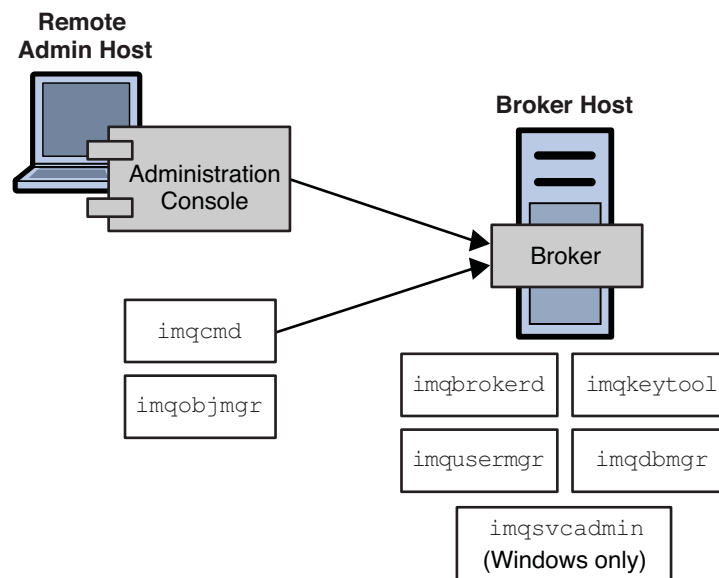 Remote
Admin Host
Administration
Console
Broker Host
Broker
imqcmd
imqobjmgr
imqbrokerd
imqkeytool
imqusermgr
imqdbmgr
imqsvcadmin
(Windows only)